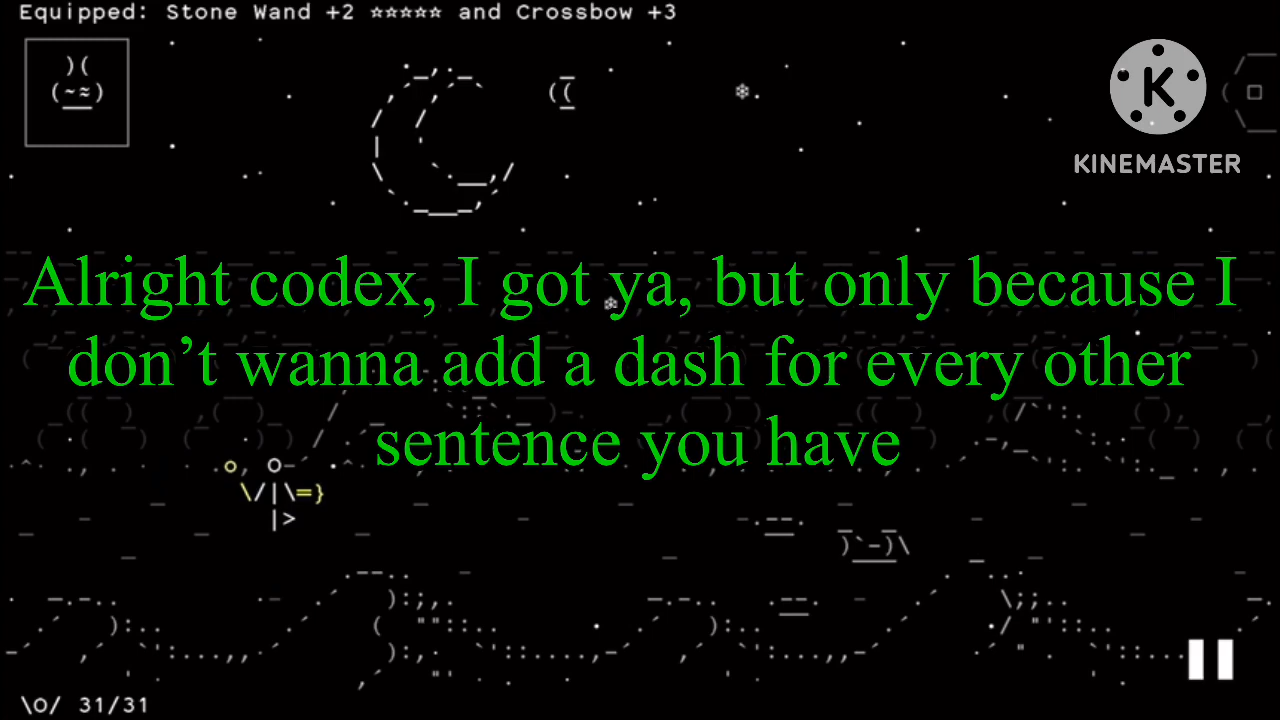 Equipped: Stone Wand +2 ☆☆☆☆☆ and Crossbow +3
KINEMASTER
Alright codex, I got ya, but only because I
don’t wanna add a dash for every other
sentence you have
\O/ 31/31